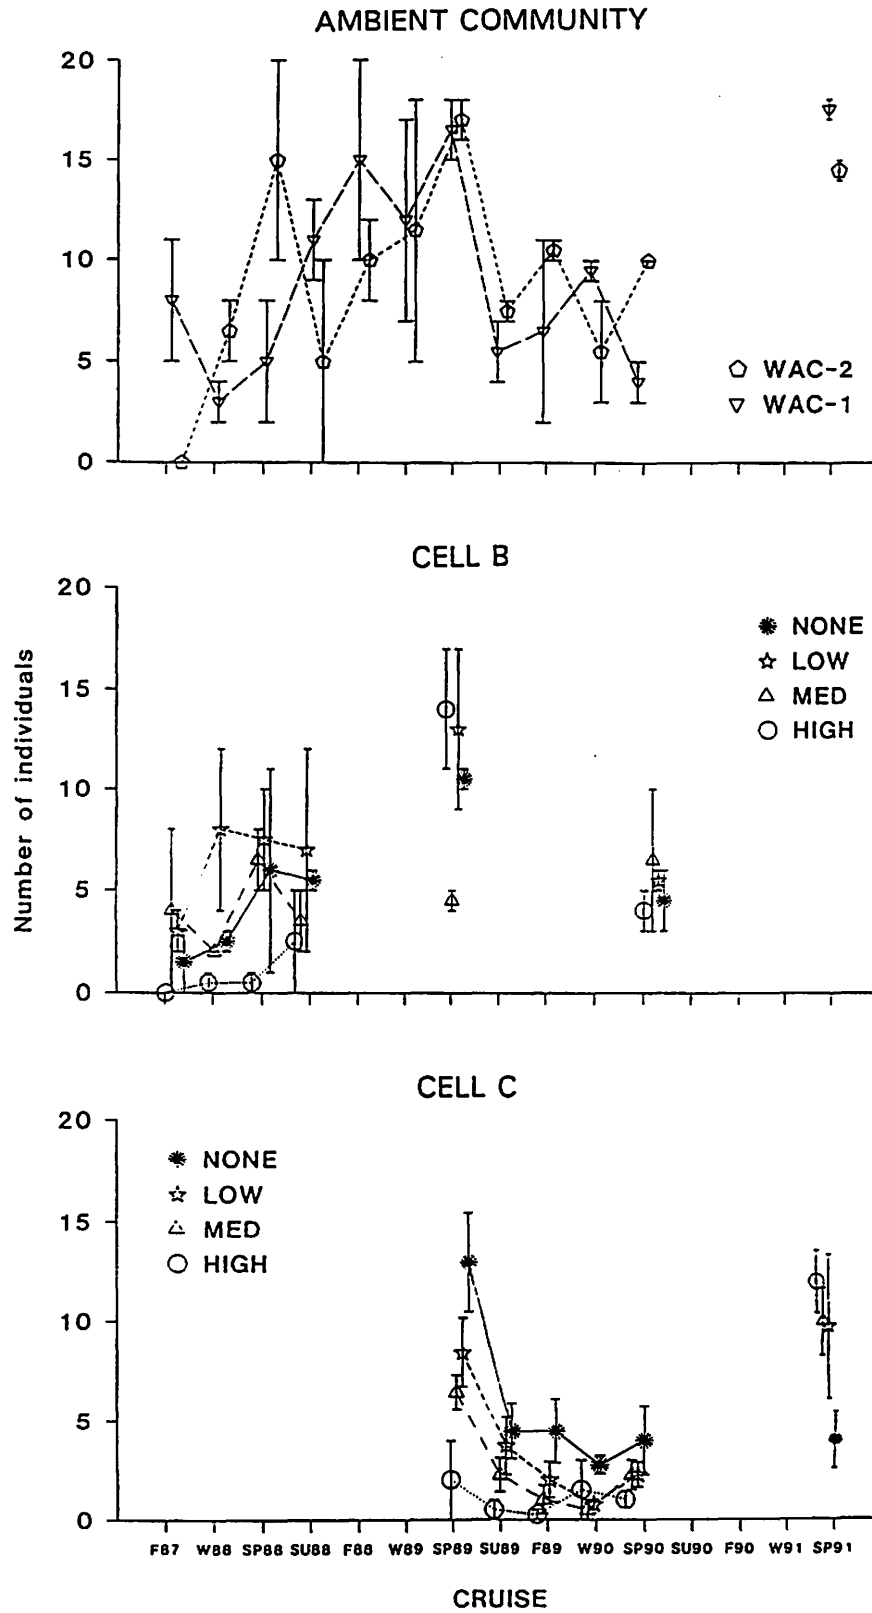 AMBIENT COMMUNITY
20
15
10
5
0
WAC-2
WAC-1
CELL B
20
15
10
5
0
NONE
LOW
MED
HIGH
Number of individuals
CELL C
20
15
10
5
0
NONE
LOW
MED
HIGH
F87 W88 SP88 SU88 F88 W89 SP89 SU89 F89 W90 SP90 SU90 F90 W91 SP91
CRUISE